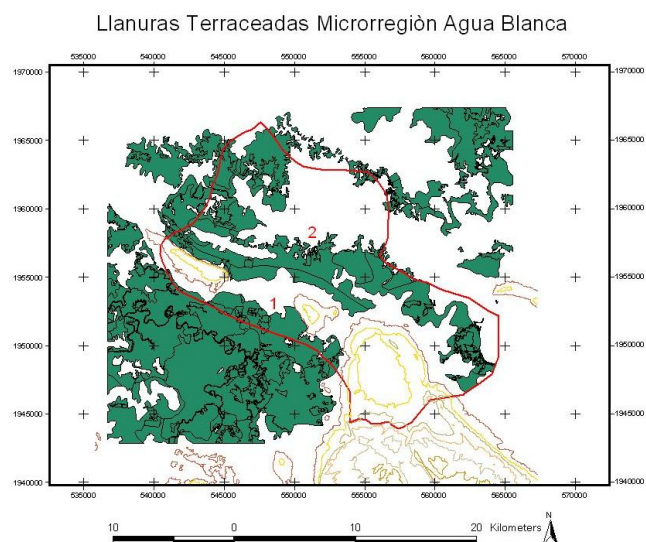 Llanuras Terraceadas Microrregiòn Agua Blanca
535000 540000 545000 550000 555000 560000 565000 570000
1970000 1970000
1965000 1965000
1960000 1960000
2
1955000 1955000
1
1950000 1950000
1945000 1945000
1940000 1940000
535000 540000 545000 550000 555000 560000 565000 570000
10 0 10 20 Kilometers
N